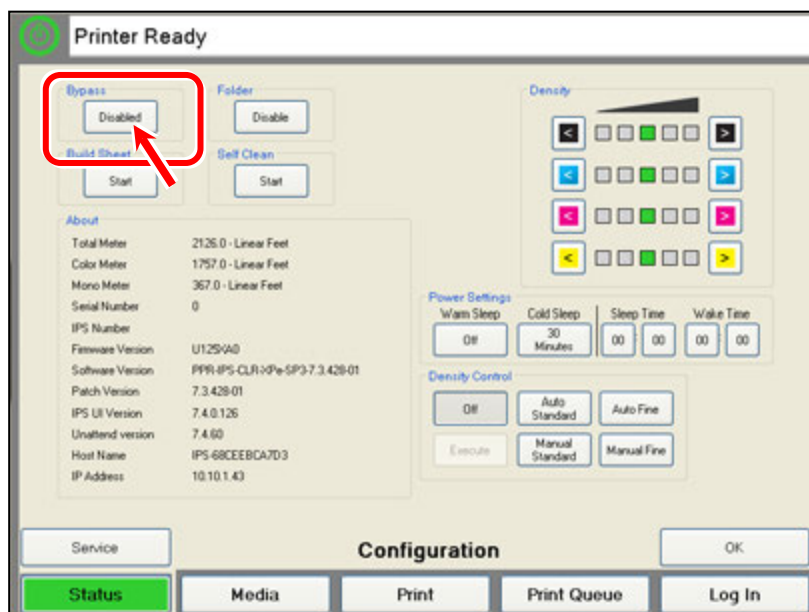 Printer Ready
Bypass
Folder
Density
Disabled
Disable
Build Sheet
Self Clean
Start
Start
About
Total Meter 2126.0 - Linear Feet
Color Meter 1757.0 - Linear Feet
Mono Meter 367.0 - Linear Feet
Serial Number 0
IPS Number
Firmware Version U125XA0
Software Version PPR-IPS-CLR-XPe-SP3-7.3.428-01
Patch Version 7.3.428-01
IPS UI Version 7.4.0.126
Unattend version 7.4.60
Host Name IPS-68CEEBCA7D3
IP Address 10.10.1.43
< >
< >
< >
< >
Power Settings
Warm Sleep Cold Sleep Sleep Time Wake Time
Off 30 Minutes 00 00 00 00
Density Control
Off Auto Standard Auto Fine
Execute Manual Standard Manual Fine
Service
Configuration
OK
Status Media Print Print Queue Log In